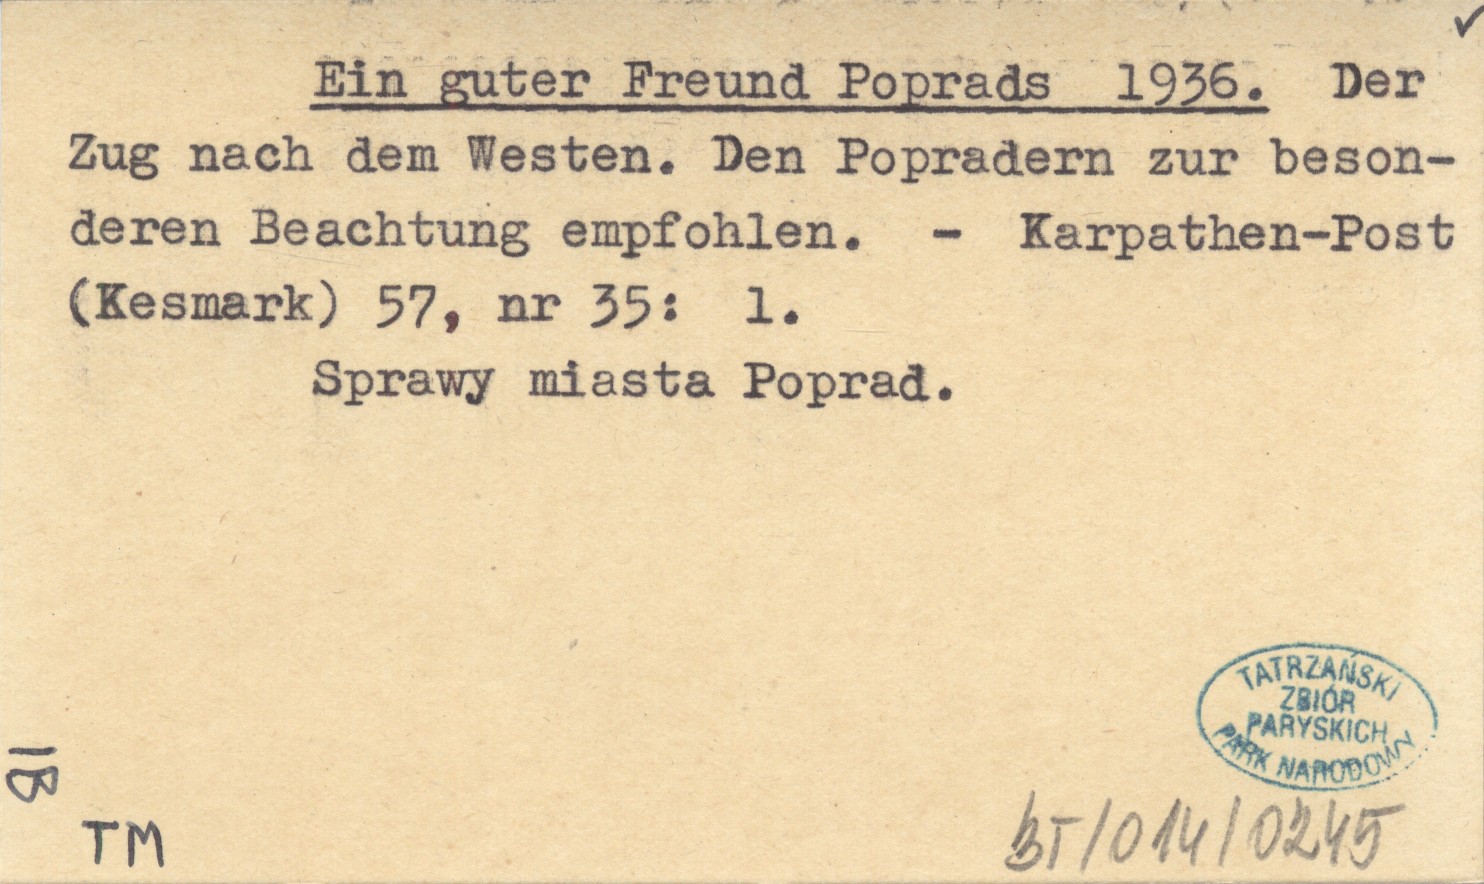 Ein guter Freund Poprads 1936. Der
Zug nach dem Westen. Den Popradern zur beson-
deren Beachtung empfohlen. - Karpathen-Post
(Kesmark) 57, nr 35: 1.
Sprawy miasta Poprad.
TATRZAŃSKI
ZBIÓR
PARYSKICH
PARK NARODOWY
IB
TM
BT/014/0245